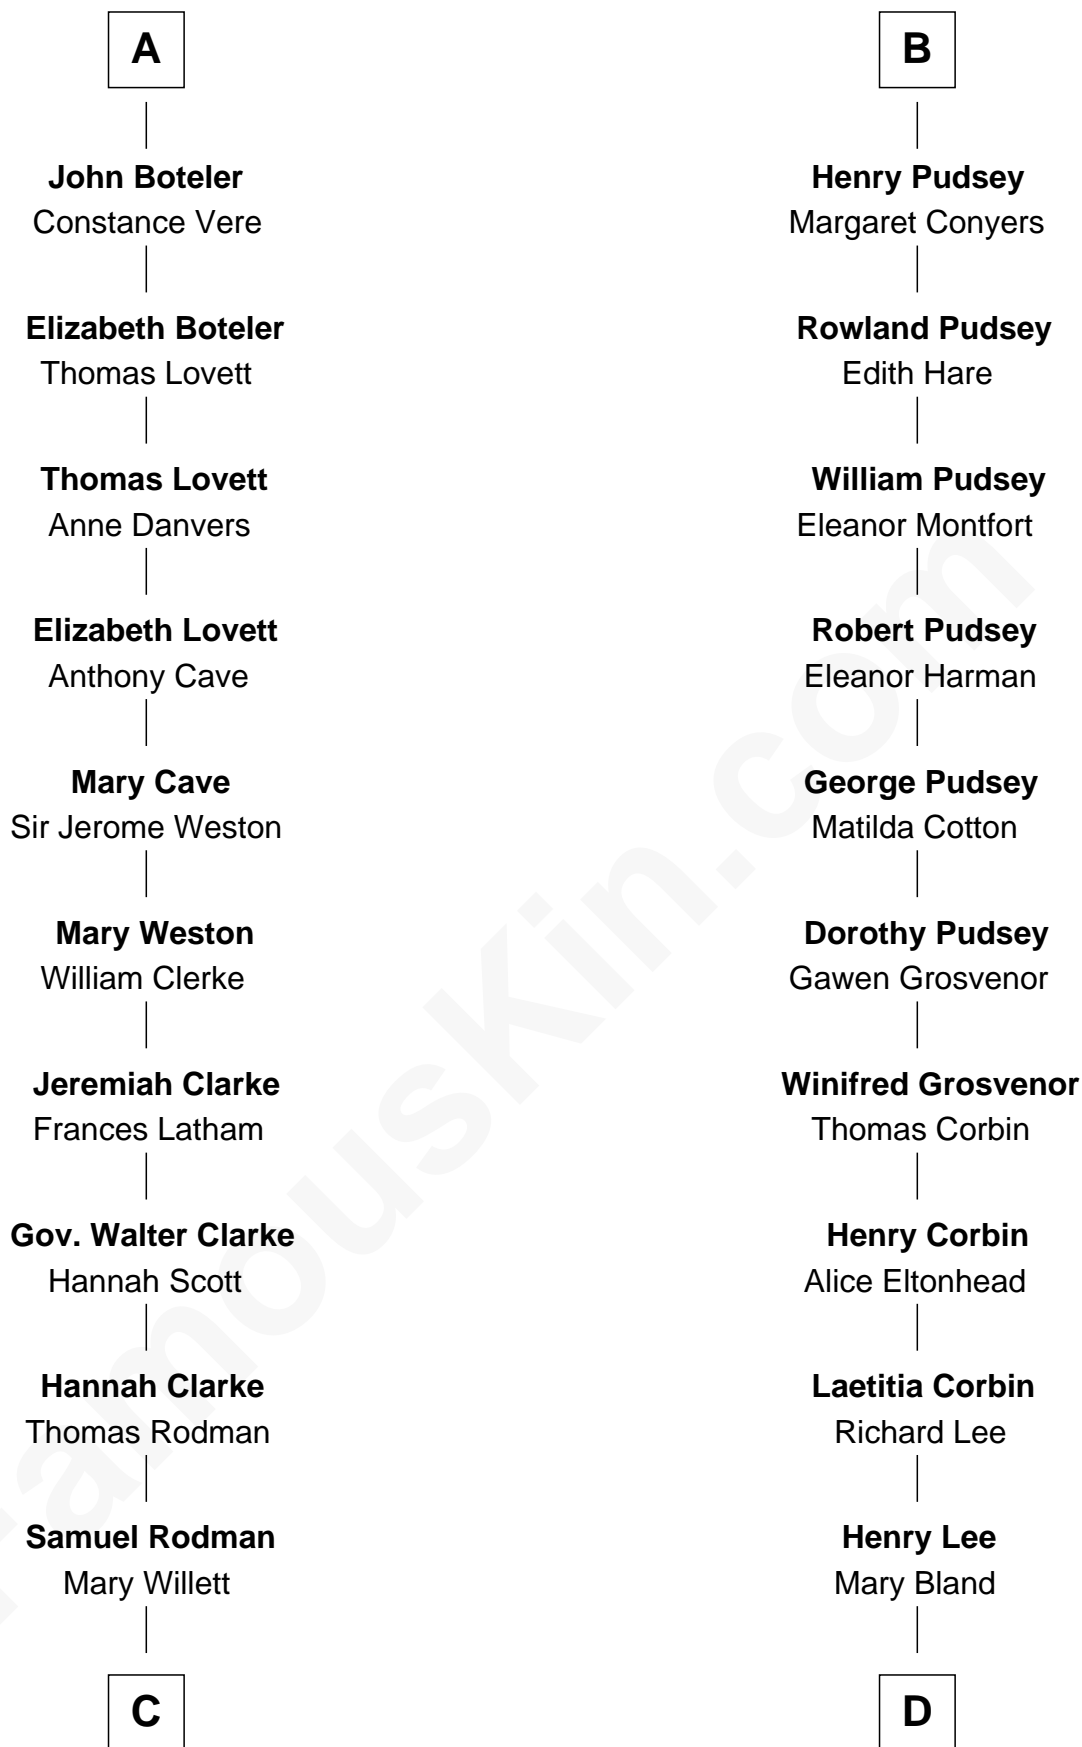 A
John Boteler
Constance Vere
Elizabeth Boteler
Thomas Lovett
Thomas Lovett
Anne Danvers
Elizabeth Lovett
Anthony Cave
Mary Cave
Sir Jerome Weston
Mary Weston
William Clerke
Jeremiah Clarke
Frances Latham
Gov. Walter Clarke
Hannah Scott
Hannah Clarke
Thomas Rodman
Samuel Rodman
Mary Willett
C
B
Henry Pudsey
Margaret Conyers
Rowland Pudsey
Edith Hare
William Pudsey
Eleanor Montfort
Robert Pudsey
Eleanor Harman
George Pudsey
Matilda Cotton
Dorothy Pudsey
Gawen Grosvenor
Winifred Grosvenor
Thomas Corbin
Henry Corbin
Alice Eltonhead
Laetitia Corbin
Richard Lee
Henry Lee
Mary Bland
D
FamousKin.com